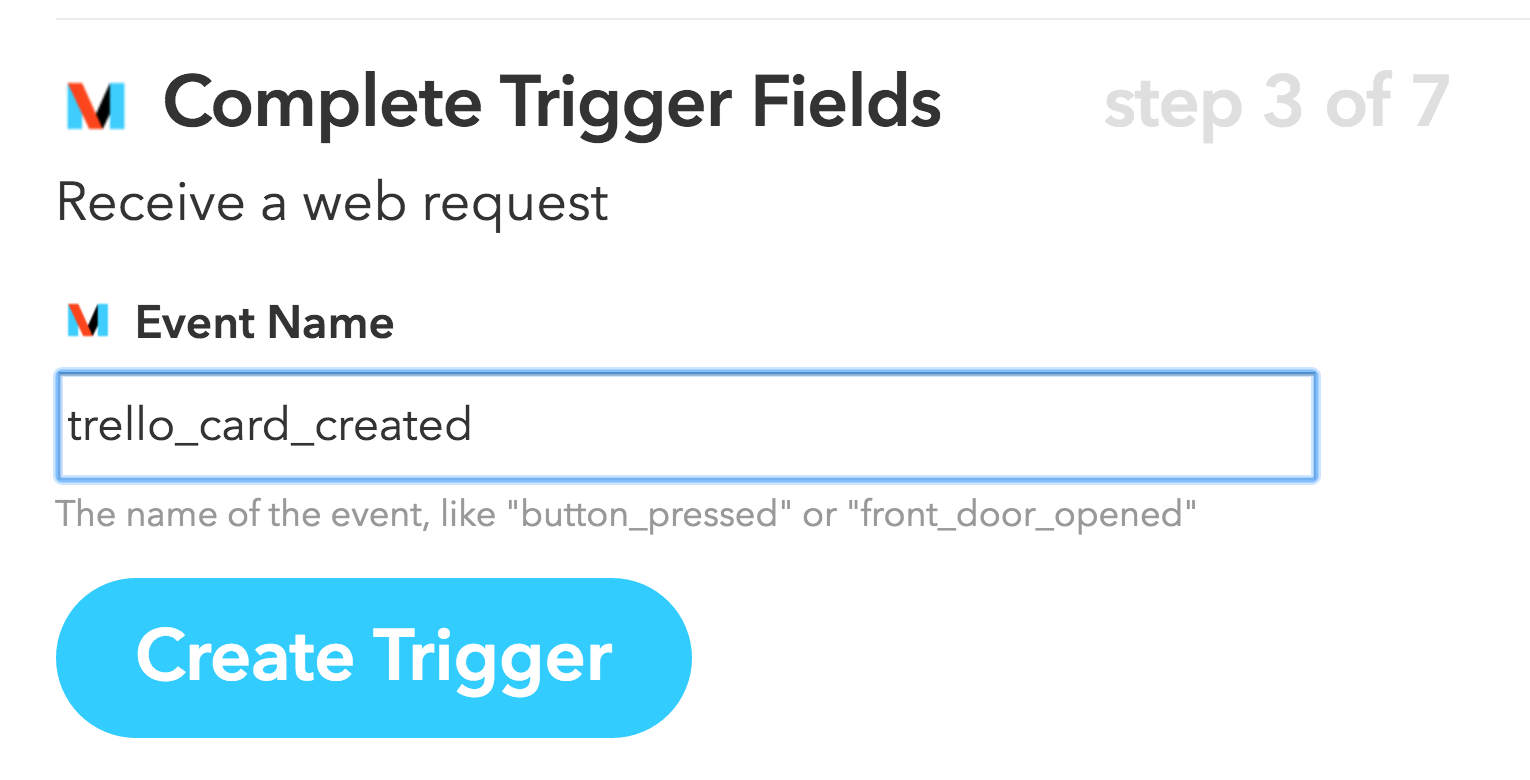 Complete Trigger Fields step 3 of 7
Receive a web request
Event Name
trello_card_created
The name of the event, like "button_pressed" or "front_door_opened"
Create Trigger